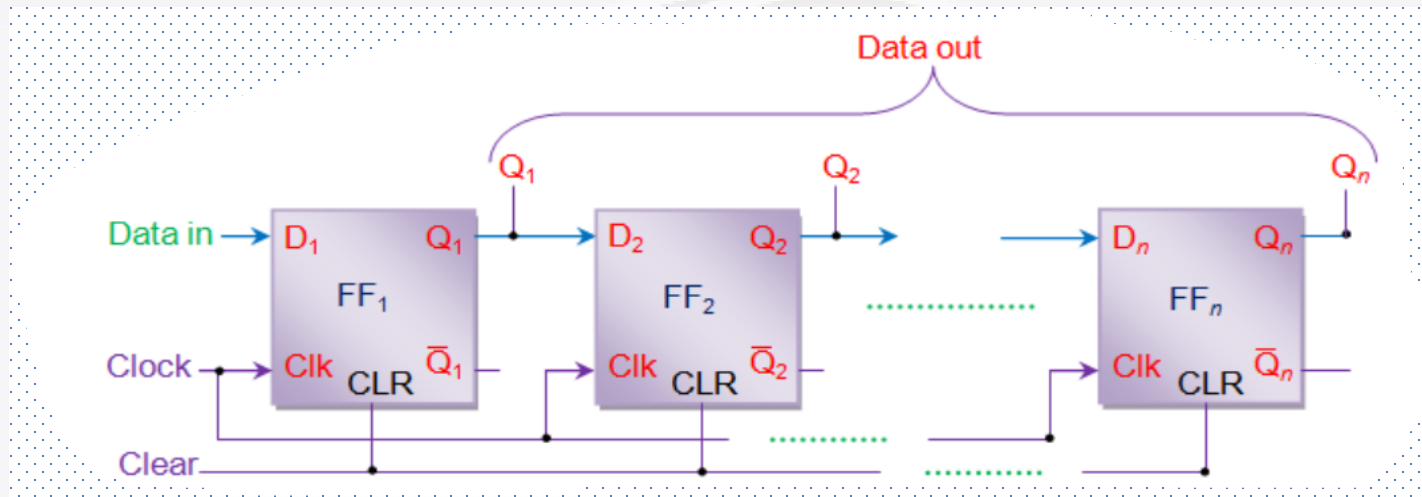 Data out
Q₁ Q₂ Qₙ
Data in D₁ Q₁ D₂ Q₂ Dₙ Qₙ
FF₁ FF₂ FFₙ
Clock Clk Q̅₁ Clk Q̅₂ Clk Q̅ₙ
CLR CLR CLR
Clear